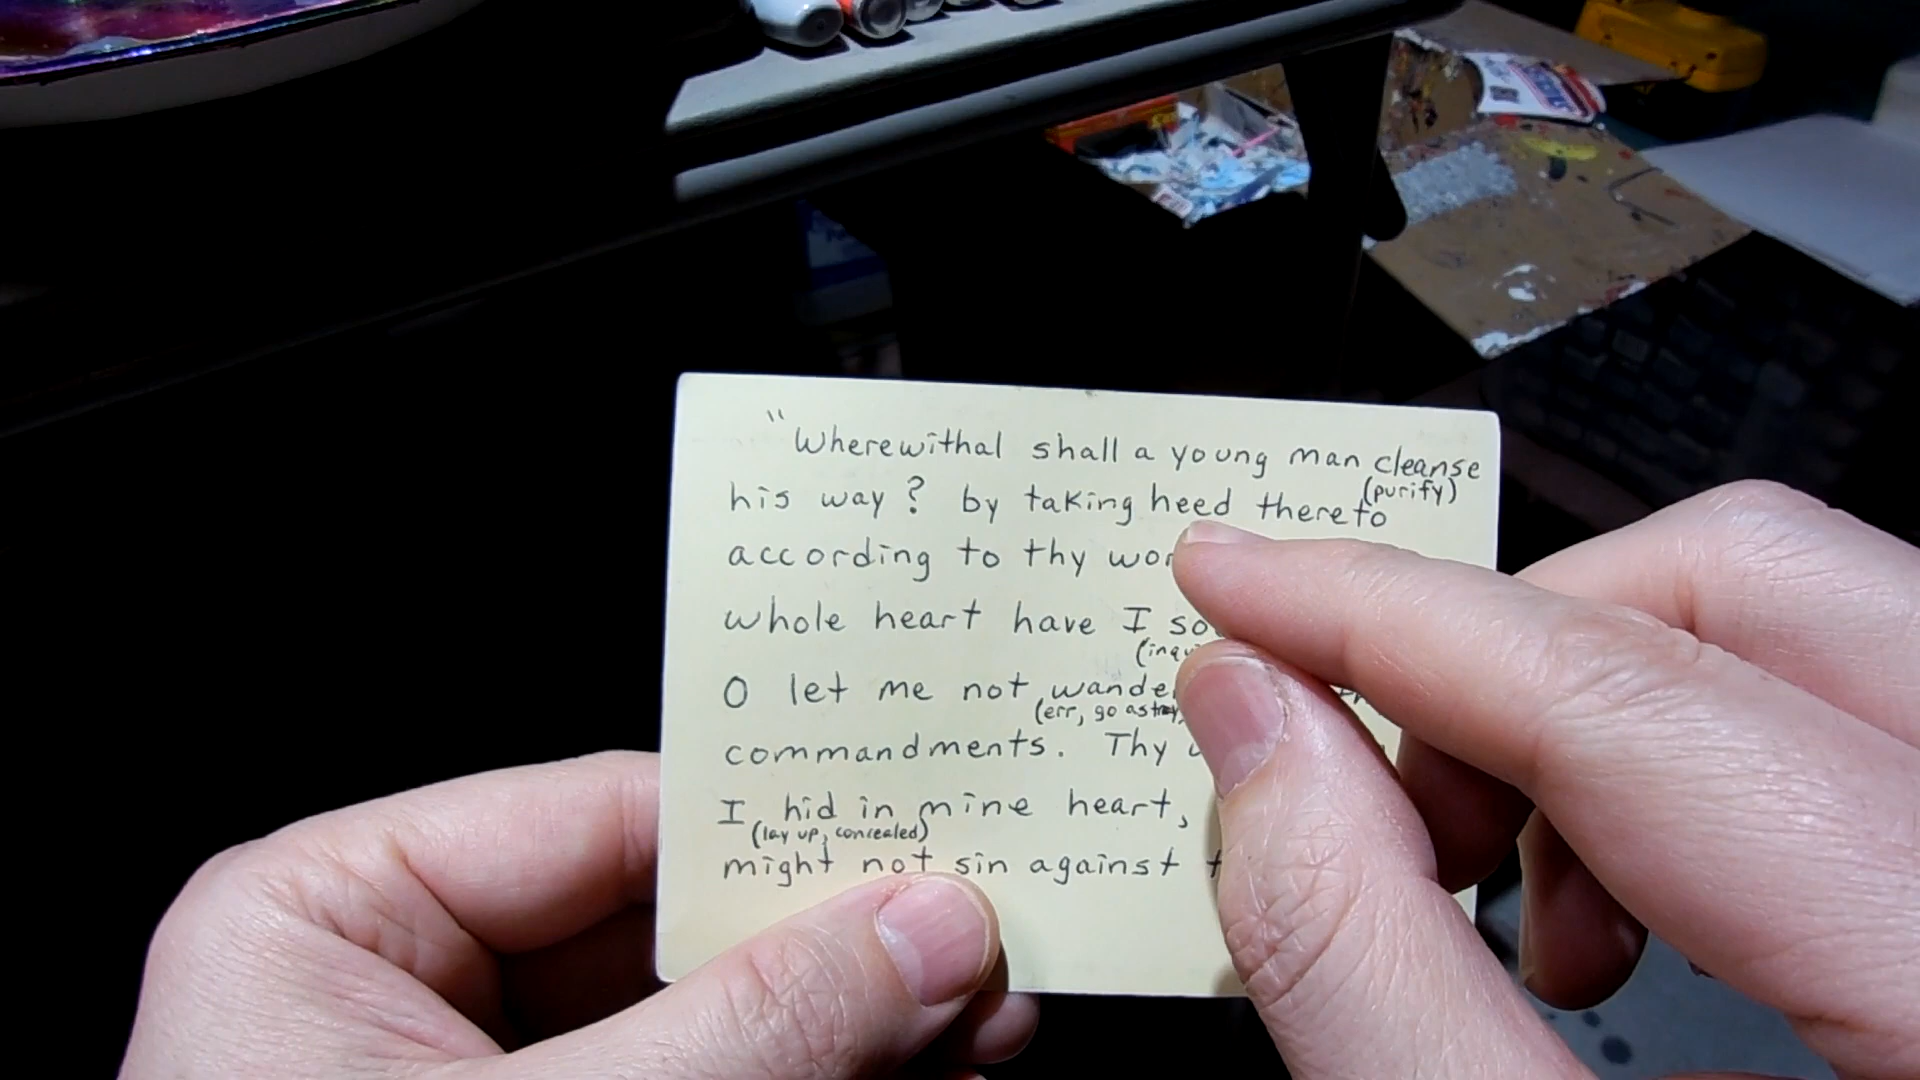 "Wherewithal shall a young man cleanse
(purify)
his way? by taking heed thereto
according to thy wor
whole heart have I so
(inqui
O let me not wande
(err, go astray,
commandments. Thy
I hid in mine heart,
(lay up, concealed)
might not sin against t